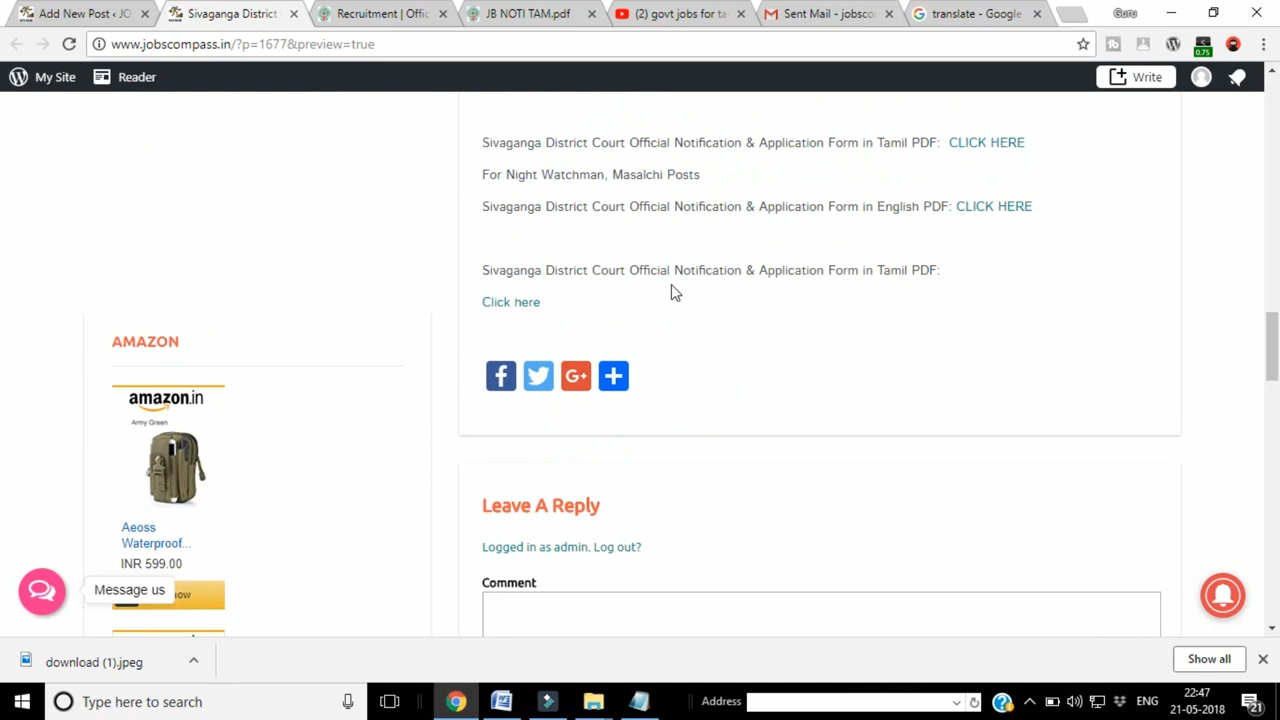 Add New Post ‹ JO
Sivaganga District
Recruitment | Offic
JB NOTI TAM.pdf
(2) govt jobs for ta
Sent Mail - jobsco
translate - Google
Guru
www.jobscompass.in/?p=1677&preview=true
0.75
My Site
Reader
Write
Sivaganga District Court Official Notification & Application Form in Tamil PDF: CLICK HERE
For Night Watchman, Masalchi Posts
Sivaganga District Court Official Notification & Application Form in English PDF: CLICK HERE
Sivaganga District Court Official Notification & Application Form in Tamil PDF:
Click here
AMAZON
amazon.in
Army Green
Aeoss
Waterproof...
INR 599.00
now
Message us
Leave A Reply
Logged in as admin. Log out?
Comment
download (1).jpeg
Show all
Type here to search
Address
ENG
22:47
21-05-2018
21